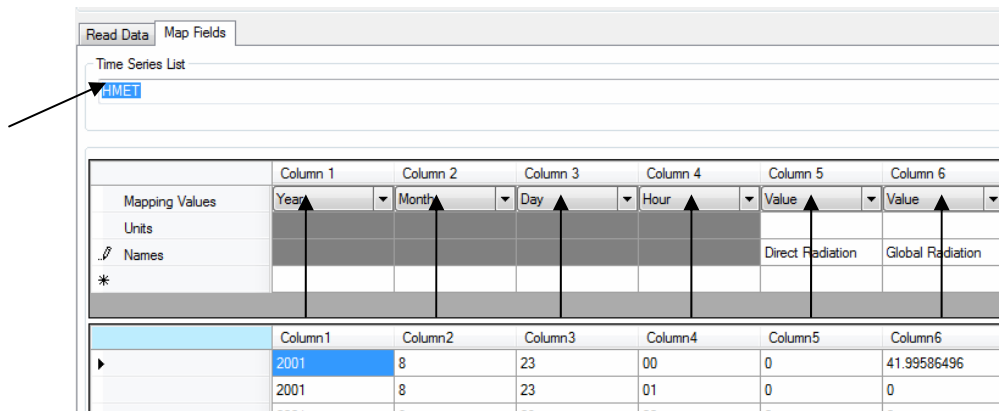 Read Data Map Fields
Time Series List
HMET
Column 1 Column 2 Column 3 Column 4 Column 5 Column 6
Mapping Values Year Month Day Hour Value Value
Units
Names Direct Radiation Global Radiation
Column1 Column2 Column3 Column4 Column5 Column6
2001 8 23 00 0 41.99586496
2001 8 23 01 0 0